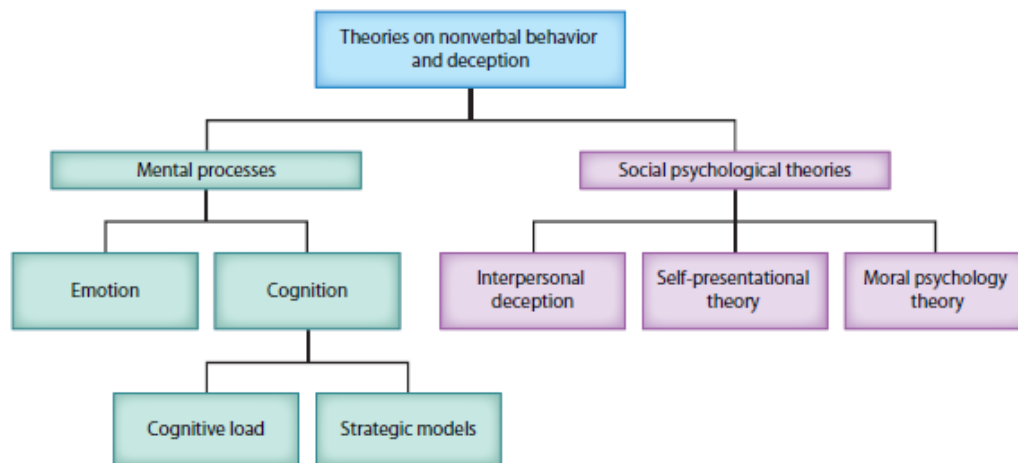 Theories on nonverbal behavior
and deception
Mental processes
Social psychological theories
Emotion
Cognition
Interpersonal
deception
Self-presentational
theory
Moral psychology
theory
Cognitive load
Strategic models